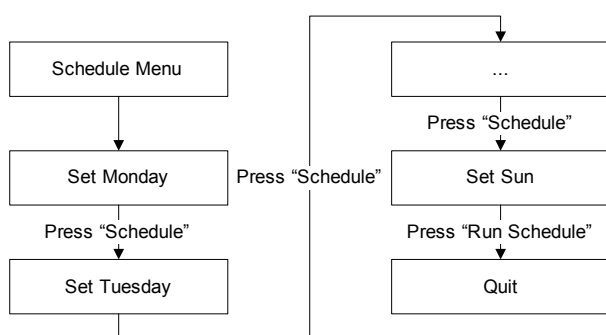 Schedule Menu
Set Monday
Press “Schedule”
Set Tuesday
Press “Schedule”
...
Press “Schedule”
Set Sun
Press “Run Schedule”
Quit